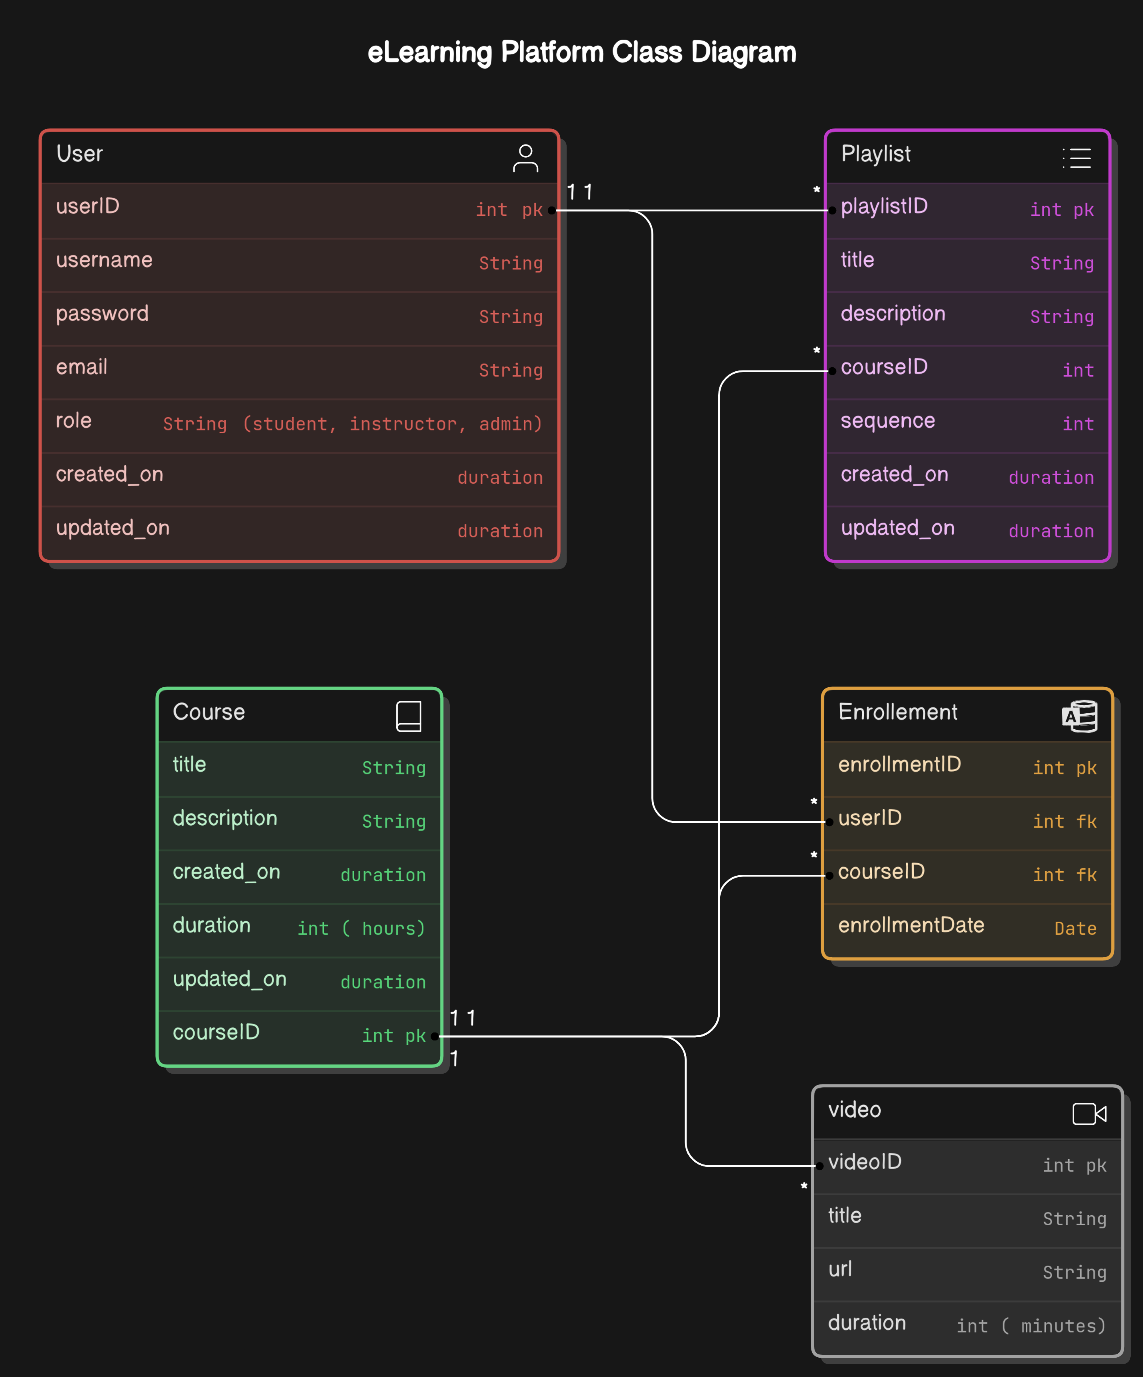 eLearning Platform Class Diagram
User
userID int pk
username String
password String
email String
role String (student, instructor, admin)
created_on duration
updated_on duration
1 1
*
Playlist
playlistID int pk
title String
description String
*
courseID int
sequence int
created_on duration
updated_on duration
Course
title String
description String
created_on duration
duration int ( hours)
updated_on duration
courseID int pk
1 1
1
Enrollement
enrollmentID int pk
*
userID int fk
*
courseID int fk
enrollmentDate Date
video
videoID int pk
*
title String
url String
duration int ( minutes)